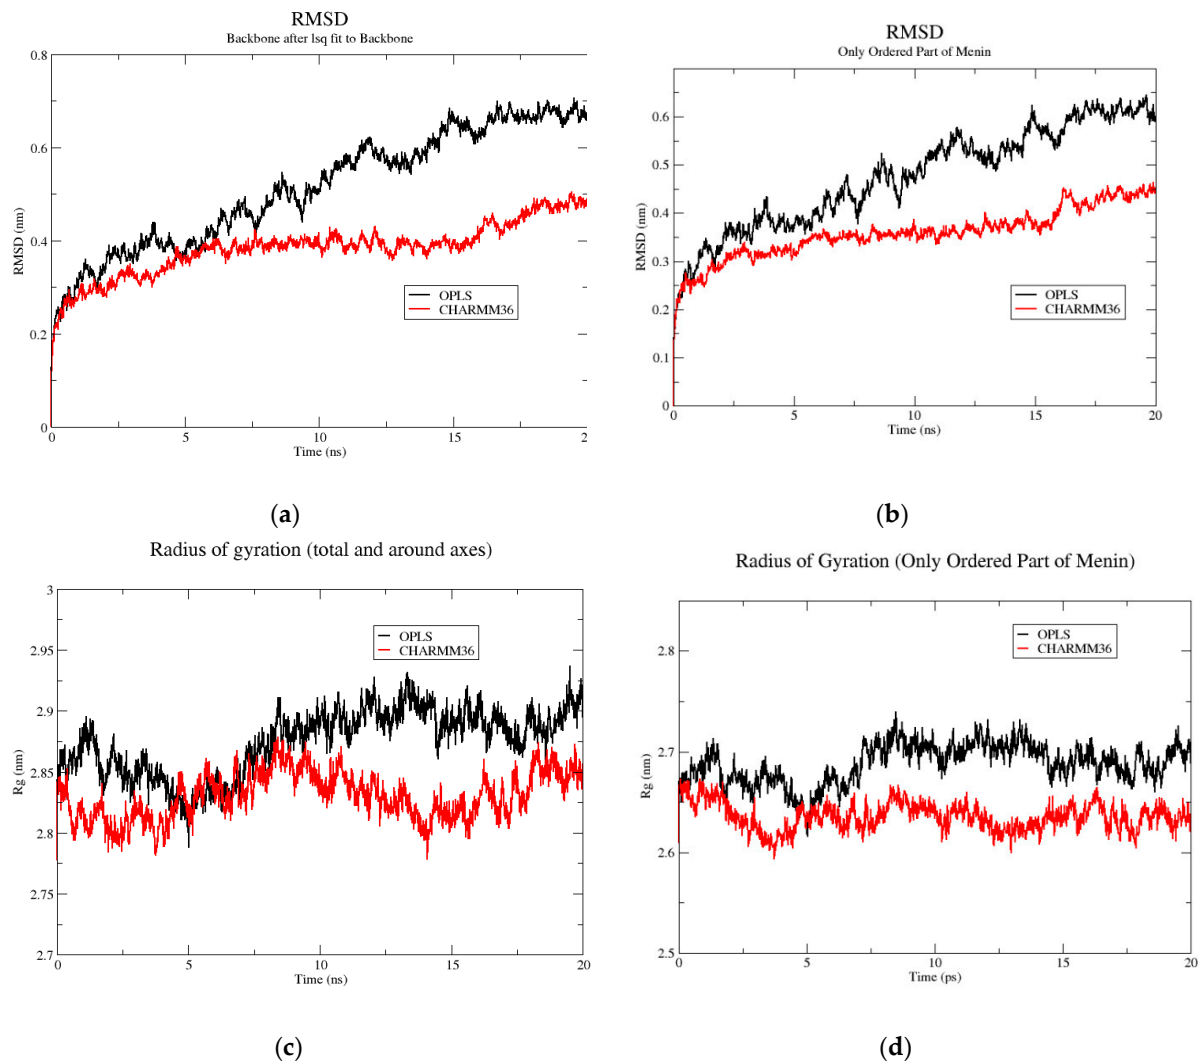 RMSD
Backbone after lsq fit to Backbone
0.8
0.6
0.4
0.2
0
RMSD (nm)
OPLS
CHARMM36
0
5
10
15
2
Time (ns)
(a)
RMSD
Only Ordered Part of Menin
0.6
0.5
0.4
0.3
0.2
0.1
0
RMSD (nm)
OPLS
CHARMM36
0
5
10
15
20
Time (ns)
(b)
Radius of gyration (total and around axes)
3
2.95
2.9
2.85
2.8
2.75
2.7
Rg (nm)
OPLS
CHARMM36
0
5
10
15
20
Time (ns)
(c)
Radius of Gyration (Only Ordered Part of Menin)
2.8
2.7
2.6
2.5
Rg (nm)
OPLS
CHARMM36
0
5
10
15
20
Time (ps)
(d)